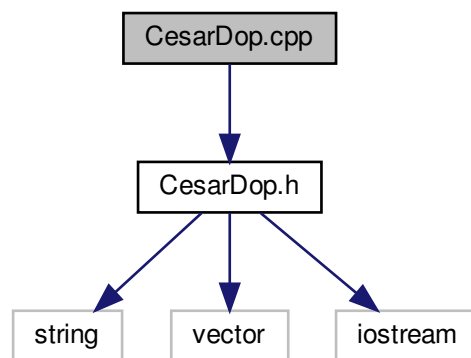 CesarDop.cpp
CesarDop.h
string
vector
iostream